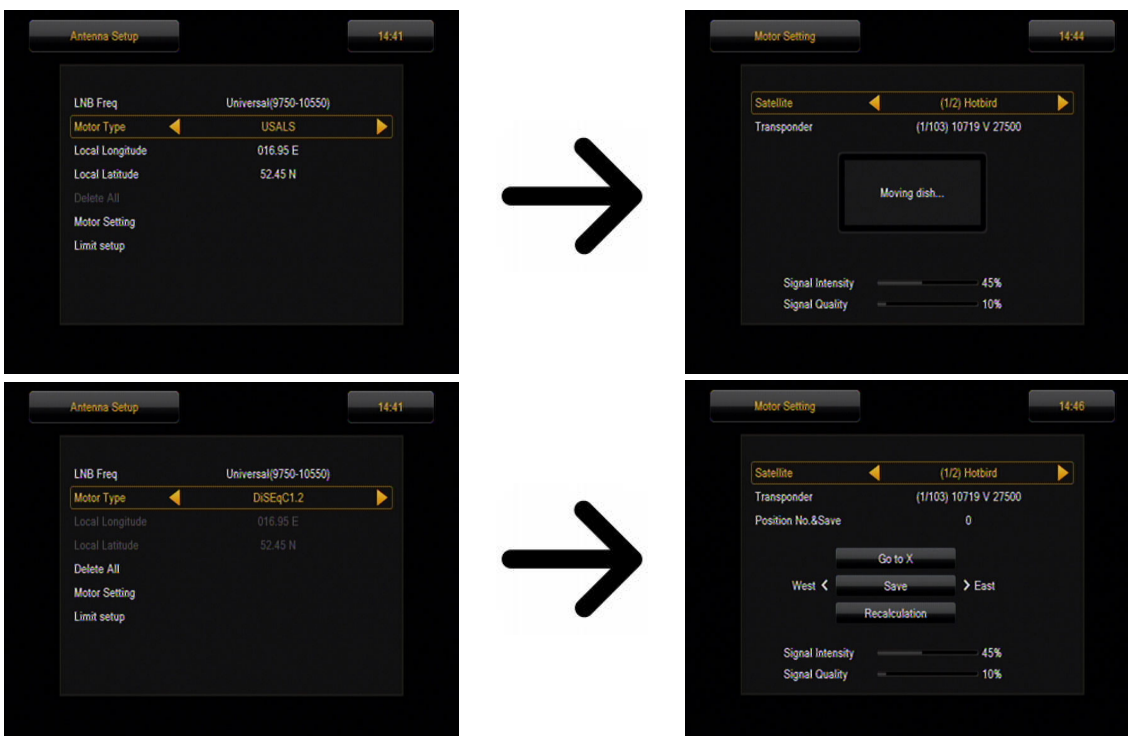 Antenna Setup 14:41
LNB Freq Universal(9750-10550)
Motor Type USALS
Local Longitude 016.95 E
Local Latitude 52.45 N
Delete All
Motor Setting
Limit setup
Motor Setting 14:44
Satellite (1/2) Hotbird
Transponder (1/103) 10719 V 27500
Moving dish...
Signal Intensity 45%
Signal Quality 10%
Antenna Setup 14:41
LNB Freq Universal(9750-10550)
Motor Type DiSEqC1.2
Local Longitude 016.95 E
Local Latitude 52.45 N
Delete All
Motor Setting
Limit setup
Motor Setting 14:46
Satellite (1/2) Hotbird
Transponder (1/103) 10719 V 27500
Position No.&Save 0
Go to X
West < Save > East
Recalculation
Signal Intensity 45%
Signal Quality 10%